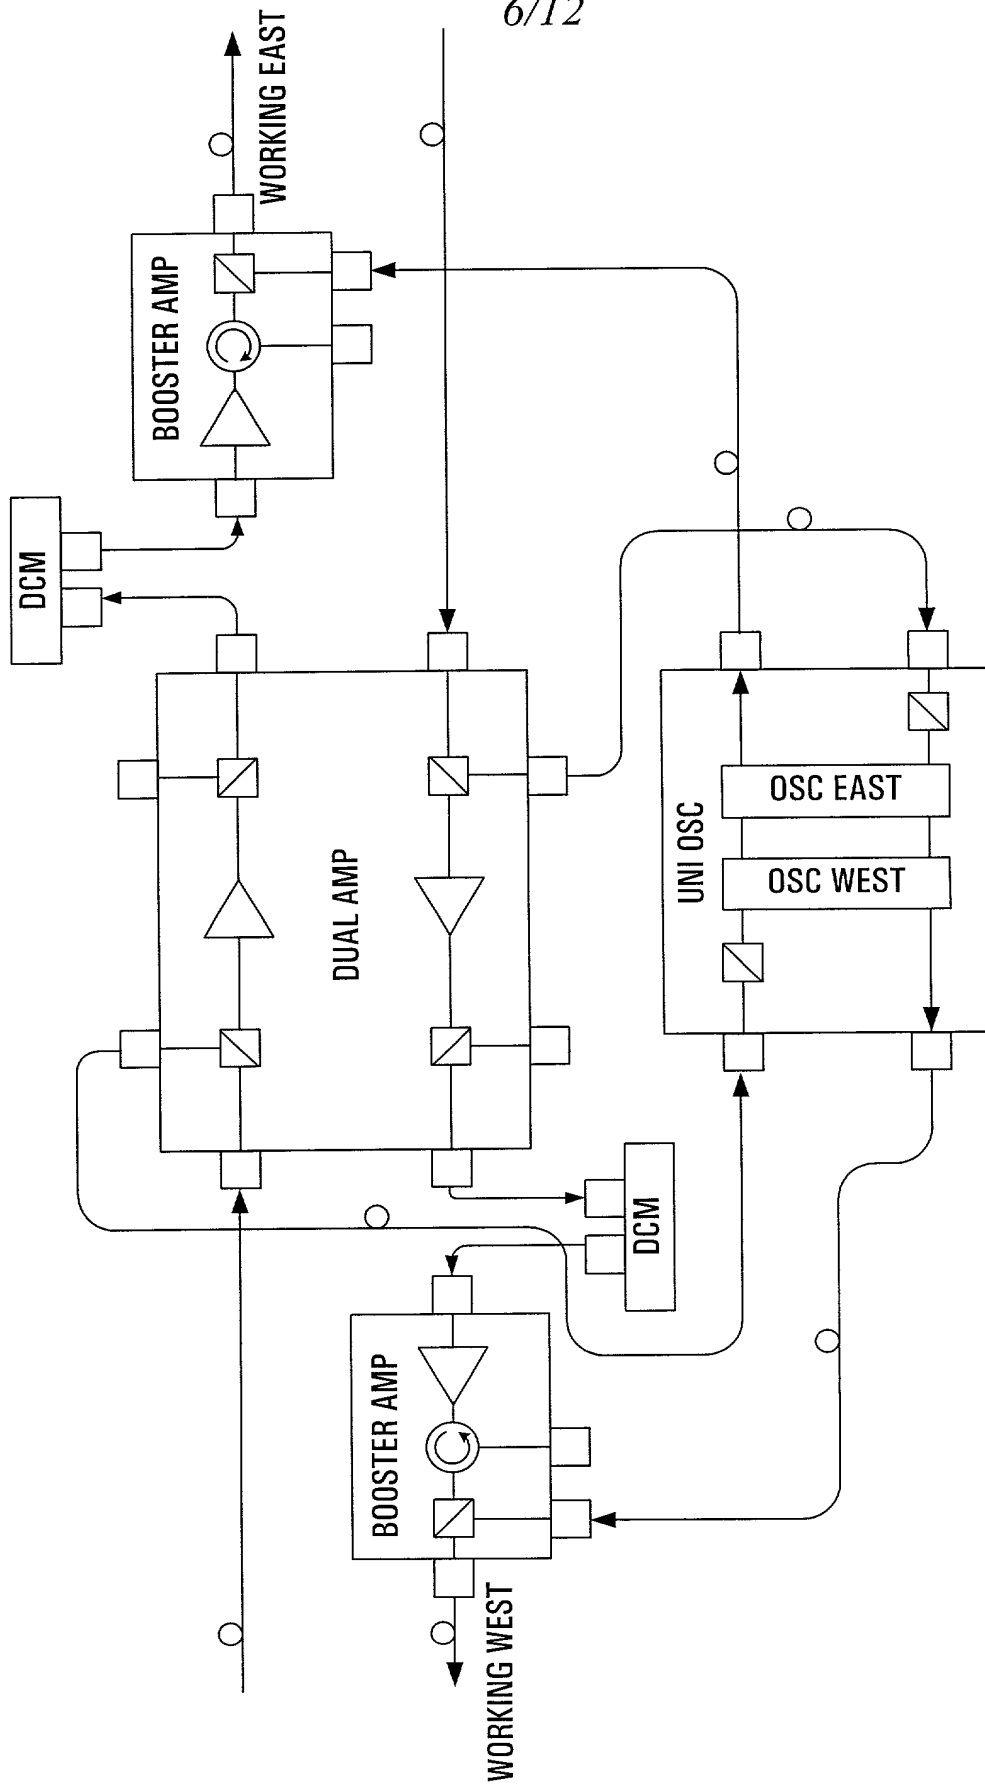 6/12
WORKING EAST
BOOSTER AMP
DCM
DUAL AMP
UNI OSC
OSC EAST
OSC WEST
DCM
BOOSTER AMP
WORKING WEST